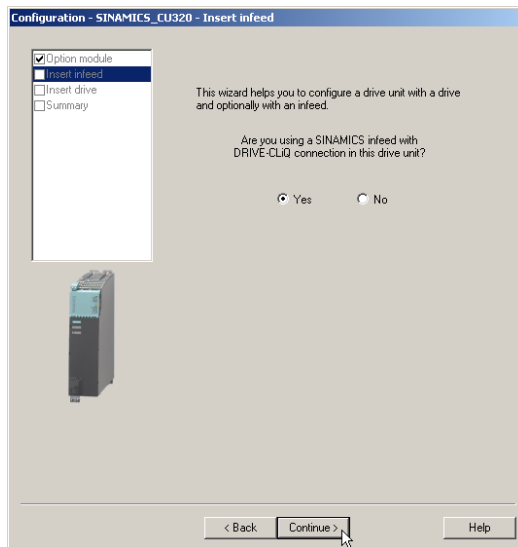 Configuration - SINAMICS_CU320 - Insert infeed
Option module
Insert infeed
Insert drive
Summary
This wizard helps you to configure a drive unit with a drive
and optionally with an infeed.
Are you using a SINAMICS infeed with
DRIVE-CLiQ connection in this drive unit?
Yes No
< Back Continue > Help